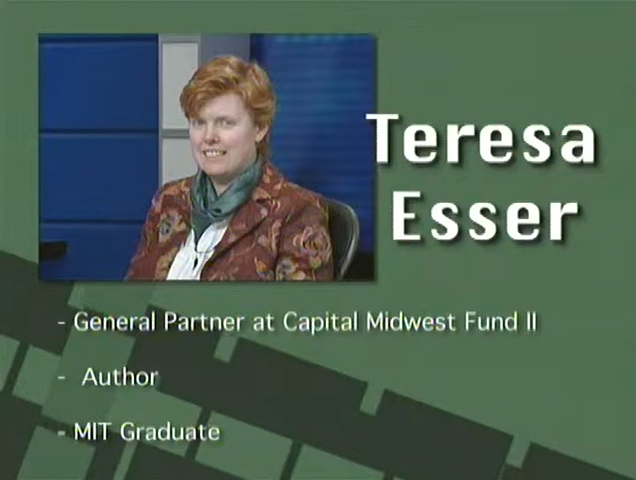 Teresa
Esser
- General Partner at Capital Midwest Fund II
- Author
- MIT Graduate